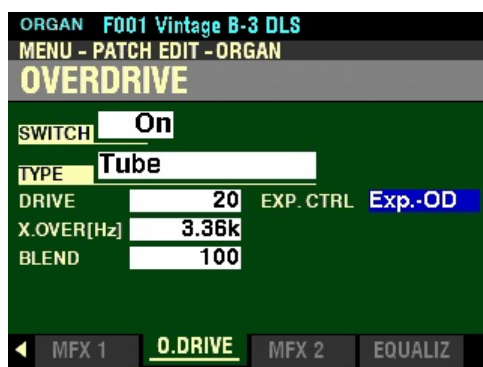 ORGAN F001 Vintage B-3 DLS
MENU - PATCH EDIT - ORGAN
OVERDRIVE
SWITCH On
TYPE Tube
DRIVE 20 EXP. CTRL Exp.-OD
X.OVER[Hz] 3.36k
BLEND 100
MFX 1 O.DRIVE MFX 2 EQUALIZ